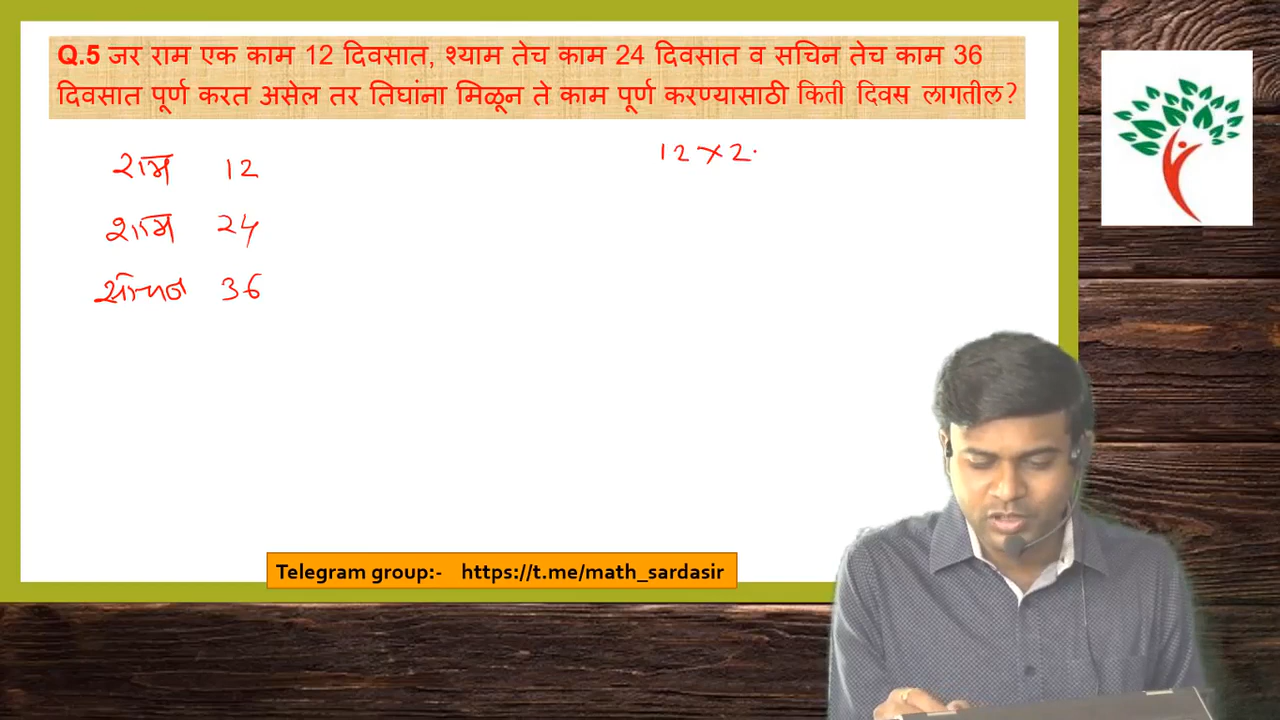 Q.5 जर राम एक काम 12 दिवसात, श्याम तेच काम 24 दिवसात व सचिन तेच काम 36
दिवसात पूर्ण करत असेल तर तिघांना मिळून ते काम पूर्ण करण्यासाठी किती दिवस लागतील?
12 × 2
राम 12
शाम 24
सचिन 36
Telegram group:- https://t.me/math_sardasir